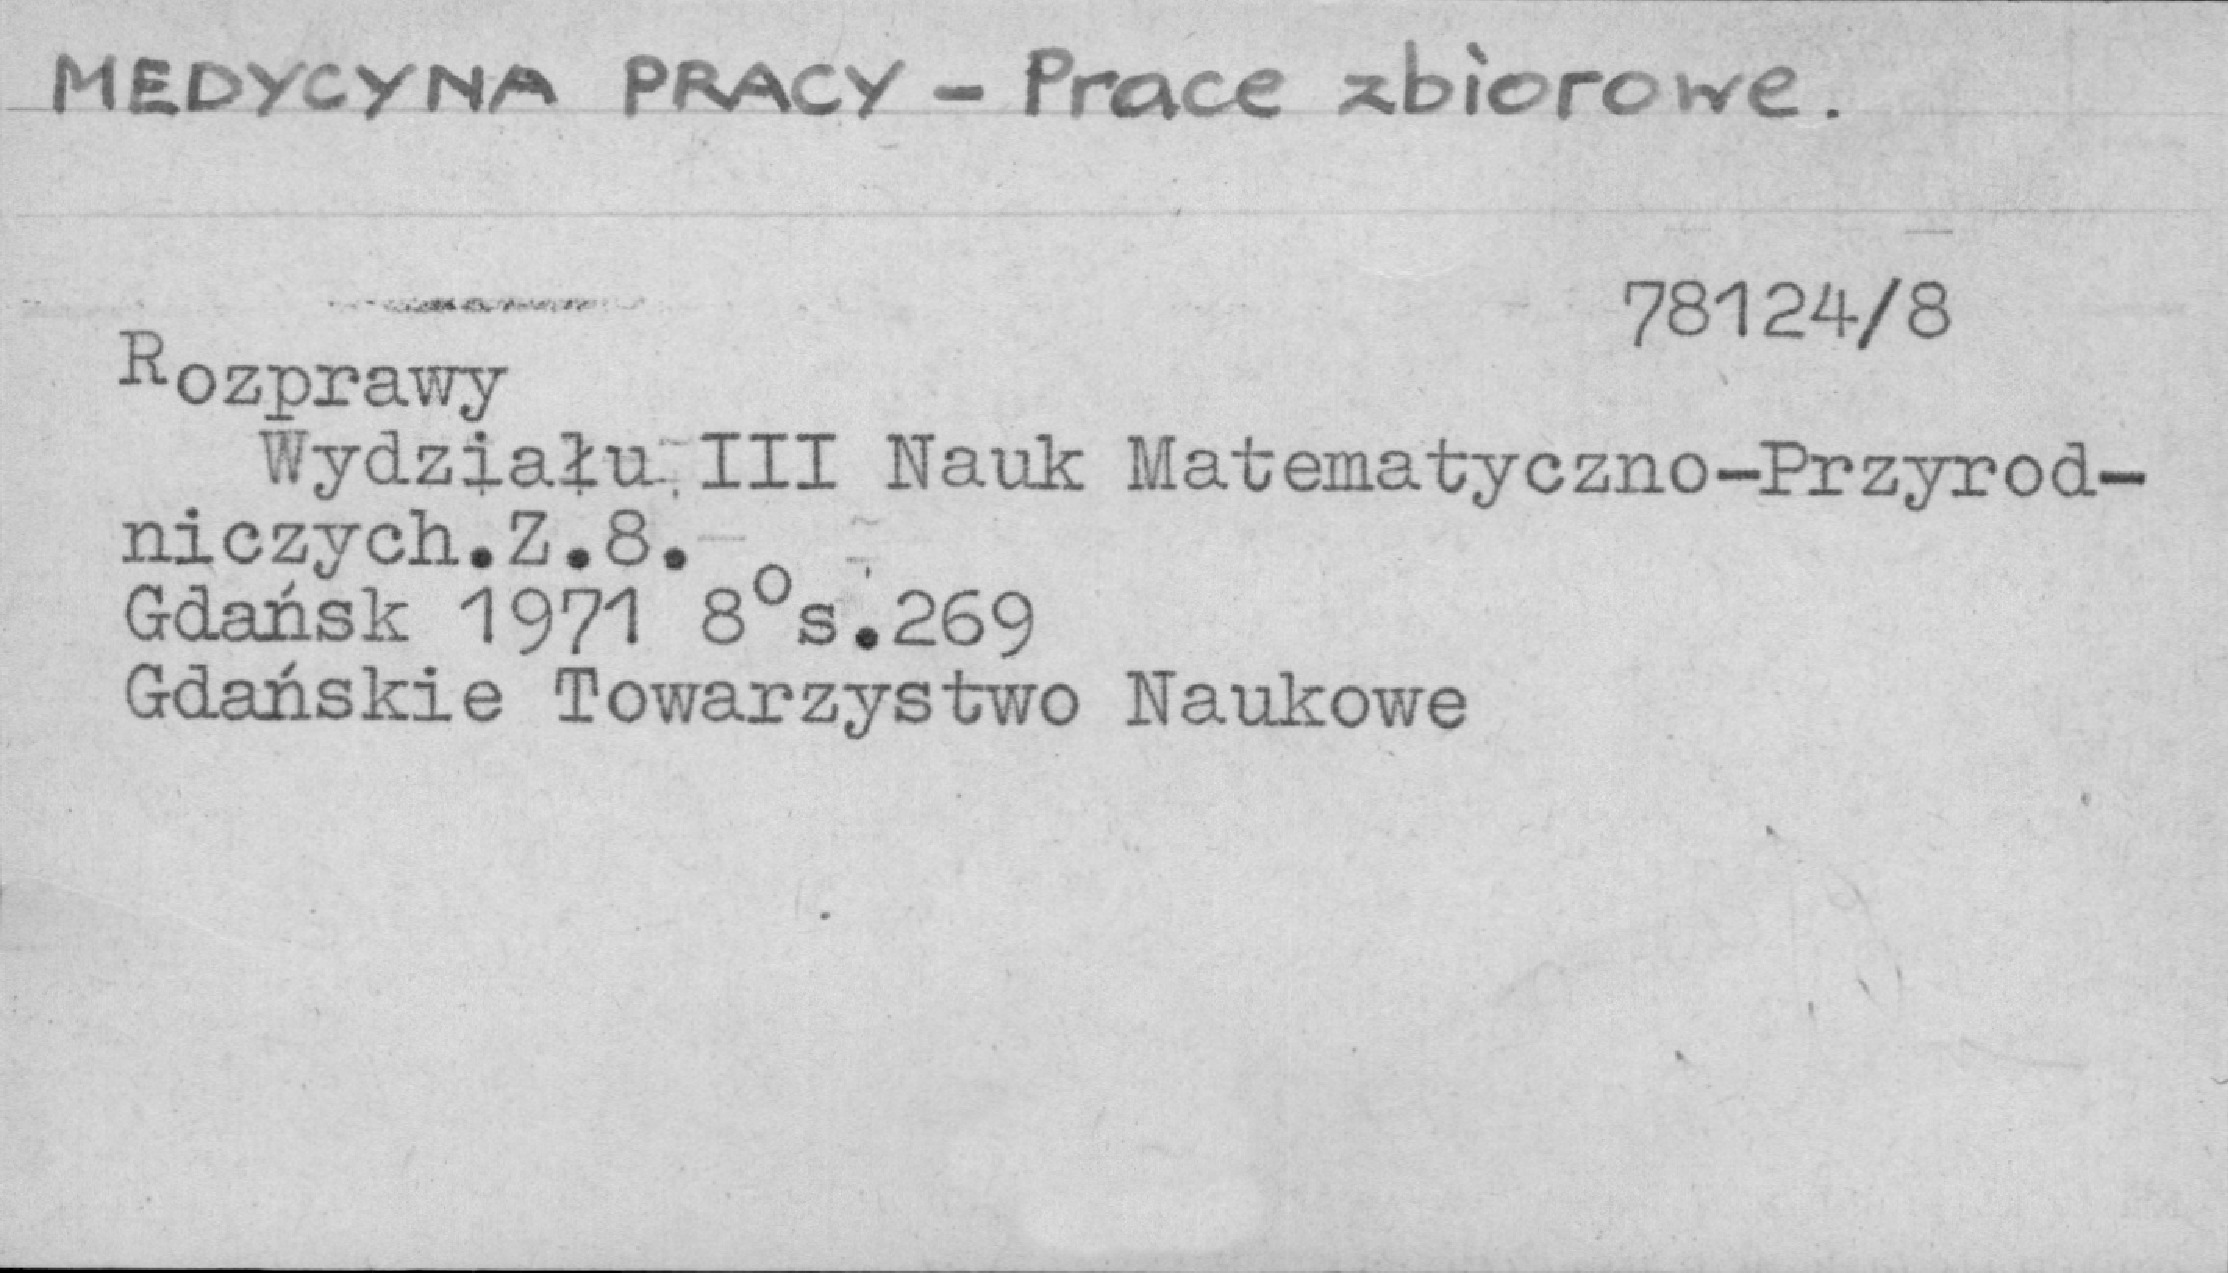 MEDYCYNA PRACY - Prace zbiorowe.
78124/8
Rozprawy
Wydziału III Nauk Matematyczno-Przyrod-
niczych.Z.8.
Gdańsk 1971 8°s.269
Gdańskie Towarzystwo Naukowe